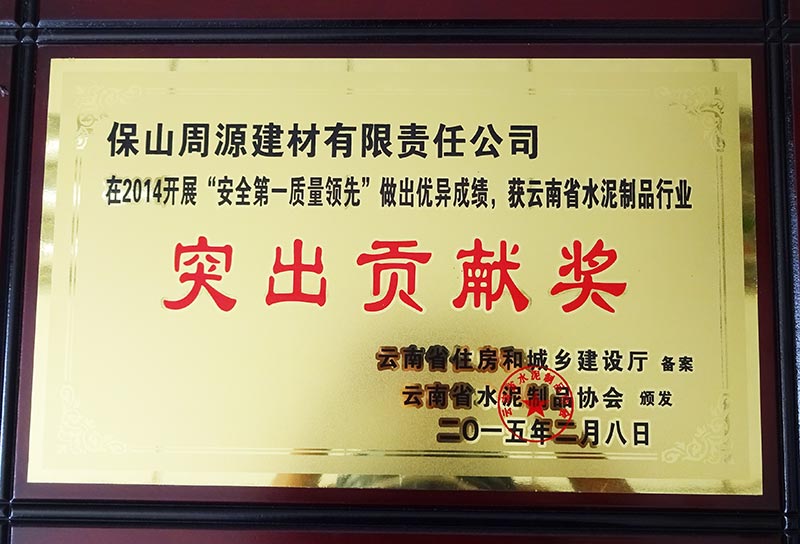 保山周源建材有限责任公司
在2014开展“安全第一质量领先”做出优异成绩，获云南省水泥制品行业
突出贡献奖
云南省住房和城乡建设厅 备案
云南省水泥制品协会 颁发
二〇一五年二月八日